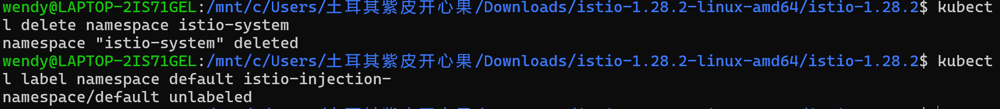 wendy@LAPTOP-2IS71GEL:/mnt/c/Users/土耳其紫皮开心果/Downloads/istio-1.28.2-linux-amd64/istio-1.28.2$ kubect
l delete namespace istio-system
namespace "istio-system" deleted
wendy@LAPTOP-2IS71GEL:/mnt/c/Users/土耳其紫皮开心果/Downloads/istio-1.28.2-linux-amd64/istio-1.28.2$ kubect
l label namespace default istio-injection-
namespace/default unlabeled